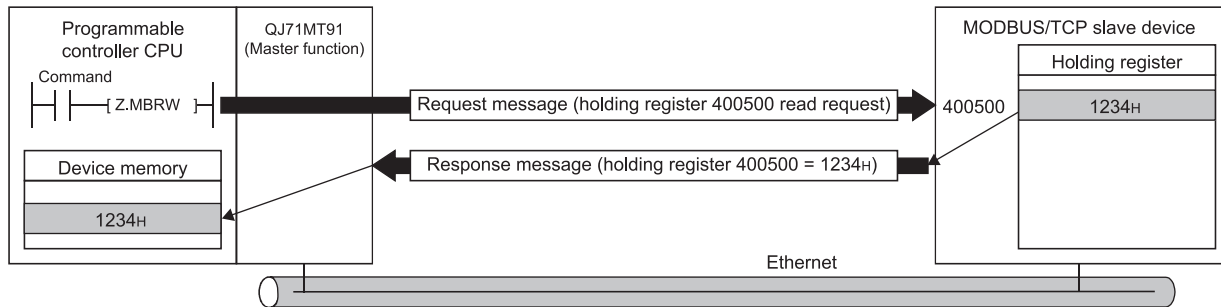 Programmable
controller CPU
QJ71MT91
(Master function)
MODBUS/TCP slave device
Holding register
Command
Z.MBRW
Request message (holding register 400500 read request)
400500
1234H
Response message (holding register 400500 = 1234H)
Device memory
1234H
Ethernet